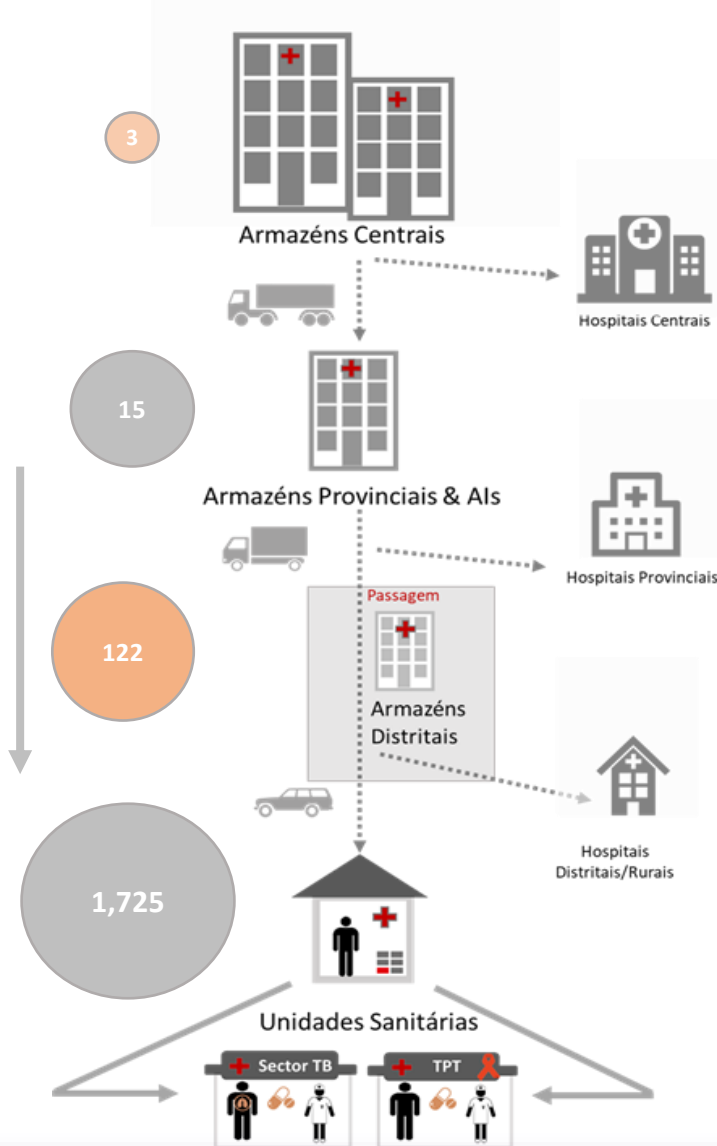 3
Armazéns Centrais
Hospitais Centrais
15
Armazéns Provinciais & AIs
Hospitais Provinciais
Passagem
122
Armazéns
Distritais
Hospitais
Distritais/Rurais
1,725
Unidades Sanitárias
Sector TB
TPT